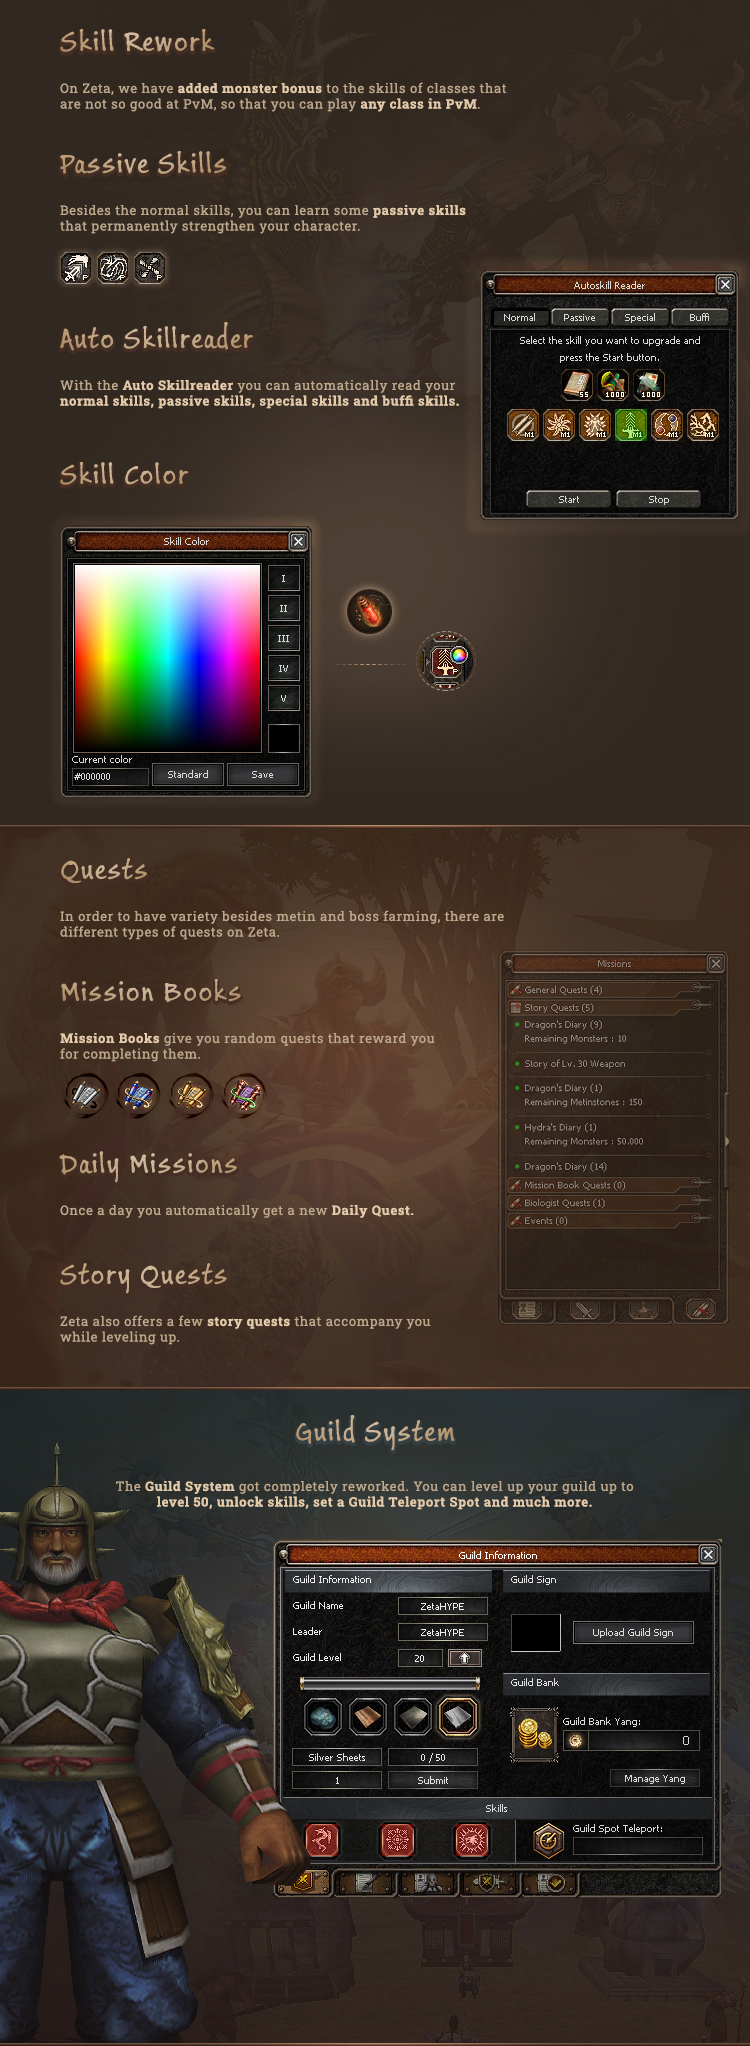 Skill Rework
On Zeta, we have added monster bonus to the skills of classes that
are not so good at PvM, so that you can play any class in PvM.
Passive Skills
Besides the normal skills, you can learn some passive skills
that permanently strengthen your character.
P
P
P
Auto Skillreader
With the Auto Skillreader you can automatically read your
normal skills, passive skills, special skills and buffi skills.
Autoskill Reader
Normal
Passive
Special
Buffi
Select the skill you want to upgrade and
press the Start button.
55
1000
1000
M1
M1
M1
M1
M1
M1
Start
Stop
Skill Color
Skill Color
I
II
III
IV
V
Current color
#000000
Standard
Save
P
Quests
In order to have variety besides metin and boss farming, there are
different types of quests on Zeta.
Mission Books
Mission Books give you random quests that reward you
for completing them.
Daily Missions
Once a day you automatically get a new Daily Quest.
Story Quests
Zeta also offers a few story quests that accompany you
while leveling up.
Missions
General Quests (4)
Story Quests (5)
Dragon's Diary (9)
Remaining Monsters : 10
Story of Lv. 30 Weapon
Dragon's Diary (1)
Remaining Metinstones : 150
Hydra's Diary (1)
Remaining Monsters : 50.000
Dragon's Diary (14)
Mission Book Quests (0)
Biologist Quests (1)
Events (0)
Guild System
The Guild System got completely reworked. You can level up your guild up to
level 50, unlock skills, set a Guild Teleport Spot and much more.
Guild Information
Guild Information
Guild Name
ZetaHYPE
Leader
ZetaHYPE
Guild Level
20
Silver Sheets
0 / 50
1
Submit
Guild Sign
Upload Guild Sign
Guild Bank
Guild Bank Yang:
0
Manage Yang
Skills
Guild Spot Teleport: